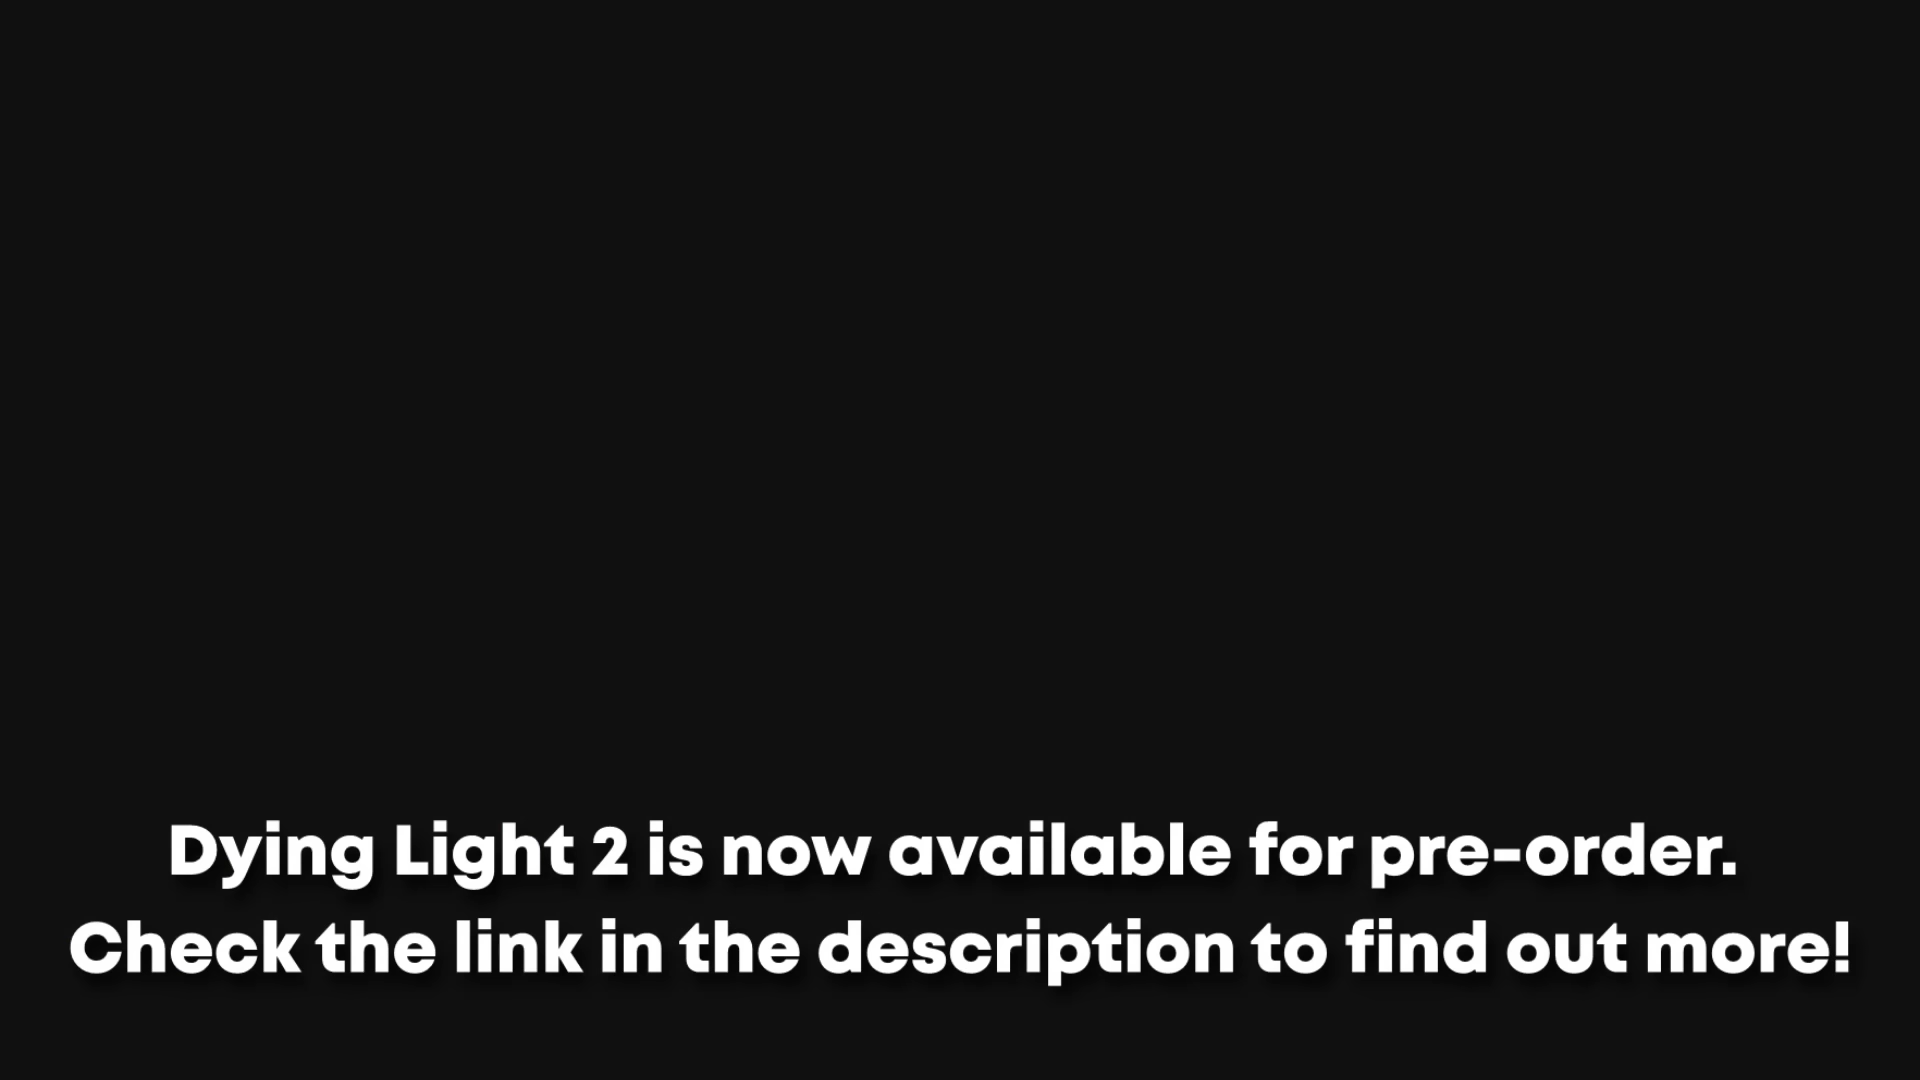 Dying Light 2 is now available for pre-order.
Check the link in the description to find out more!